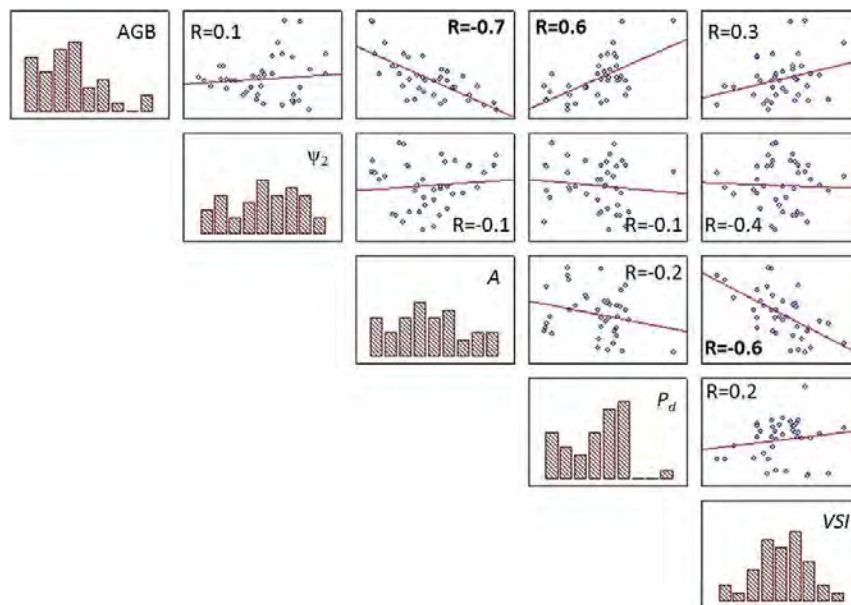 AGB
R=0.1
R=-0.7
R=0.6
R=0.3
ψ2
R=-0.1
R=-0.1
R=-0.4
A
R=-0.2
R=-0.6
Pd
R=0.2
VSI